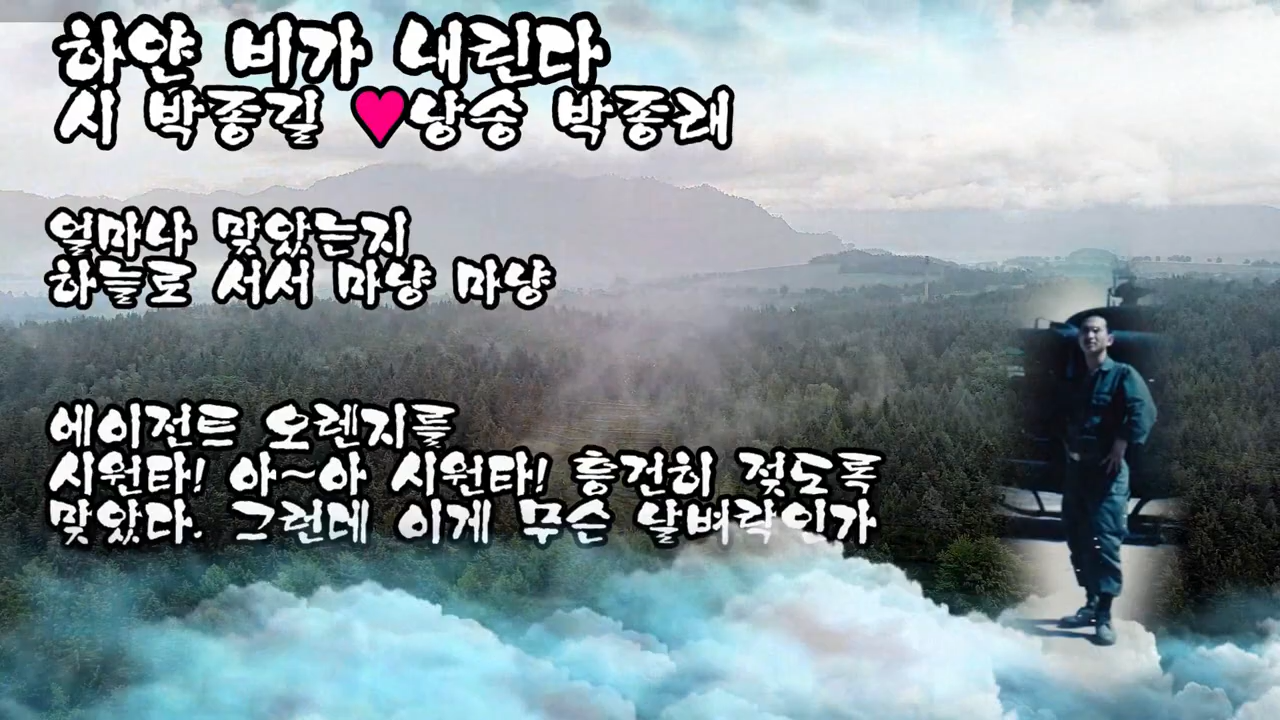 하얀 비가 내린다
시 박종길 ♥낭송 박종래
얼마나 맞았는지
하늘로 서서 마냥 마냥
에이전트 오렌지를
시원타! 아~아 시원타! 흥건히 젖도록
맞았다. 그런데 이게 무슨 날벼락인가